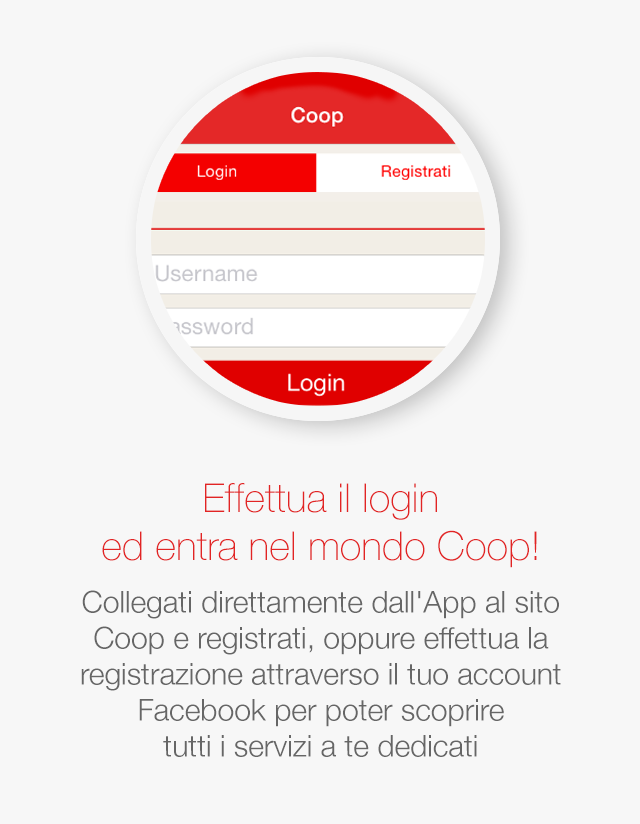 Coop
Login Registrati
Username
assword
Login
Effettua il login
ed entra nel mondo Coop!
Collegati direttamente dall'App al sito
Coop e registrati, oppure effettua la
registrazione attraverso il tuo account
Facebook per poter scoprire
tutti i servizi a te dedicati